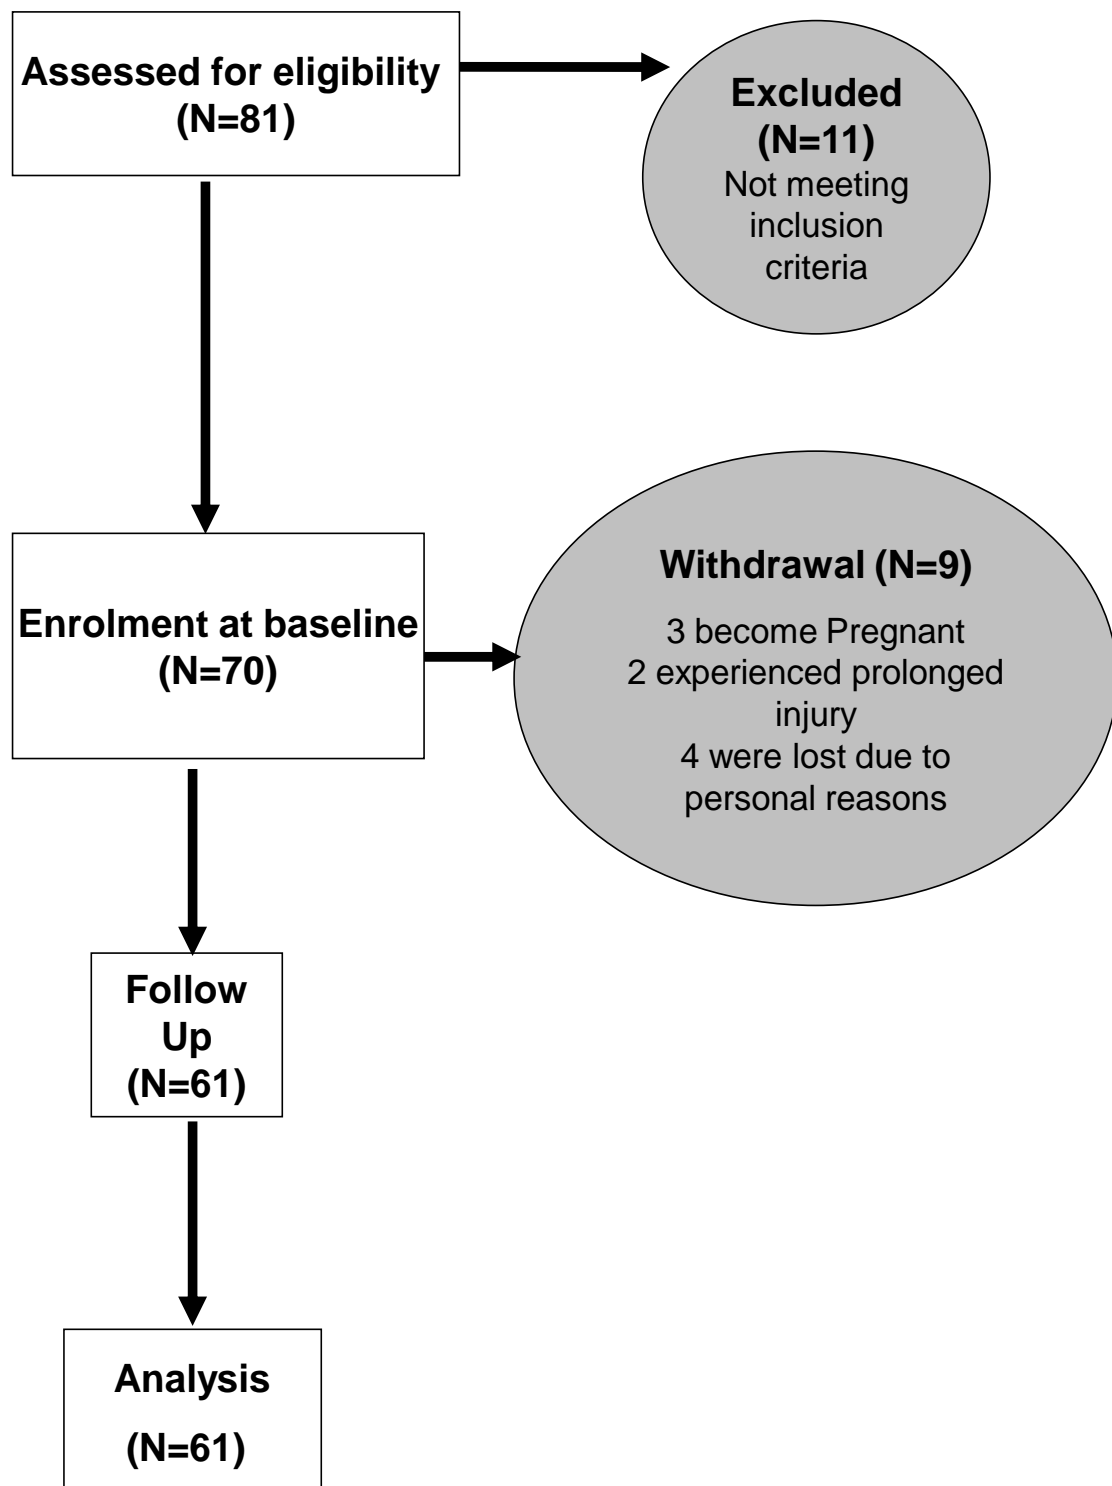 Assessed for eligibility
(N=81)
Excluded
(N=11)
Not meeting
inclusion
criteria
Enrolment at baseline
(N=70)
Withdrawal (N=9)
3 become Pregnant
2 experienced prolonged
injury
4 were lost due to
personal reasons
Follow
Up
(N=61)
Analysis
(N=61)